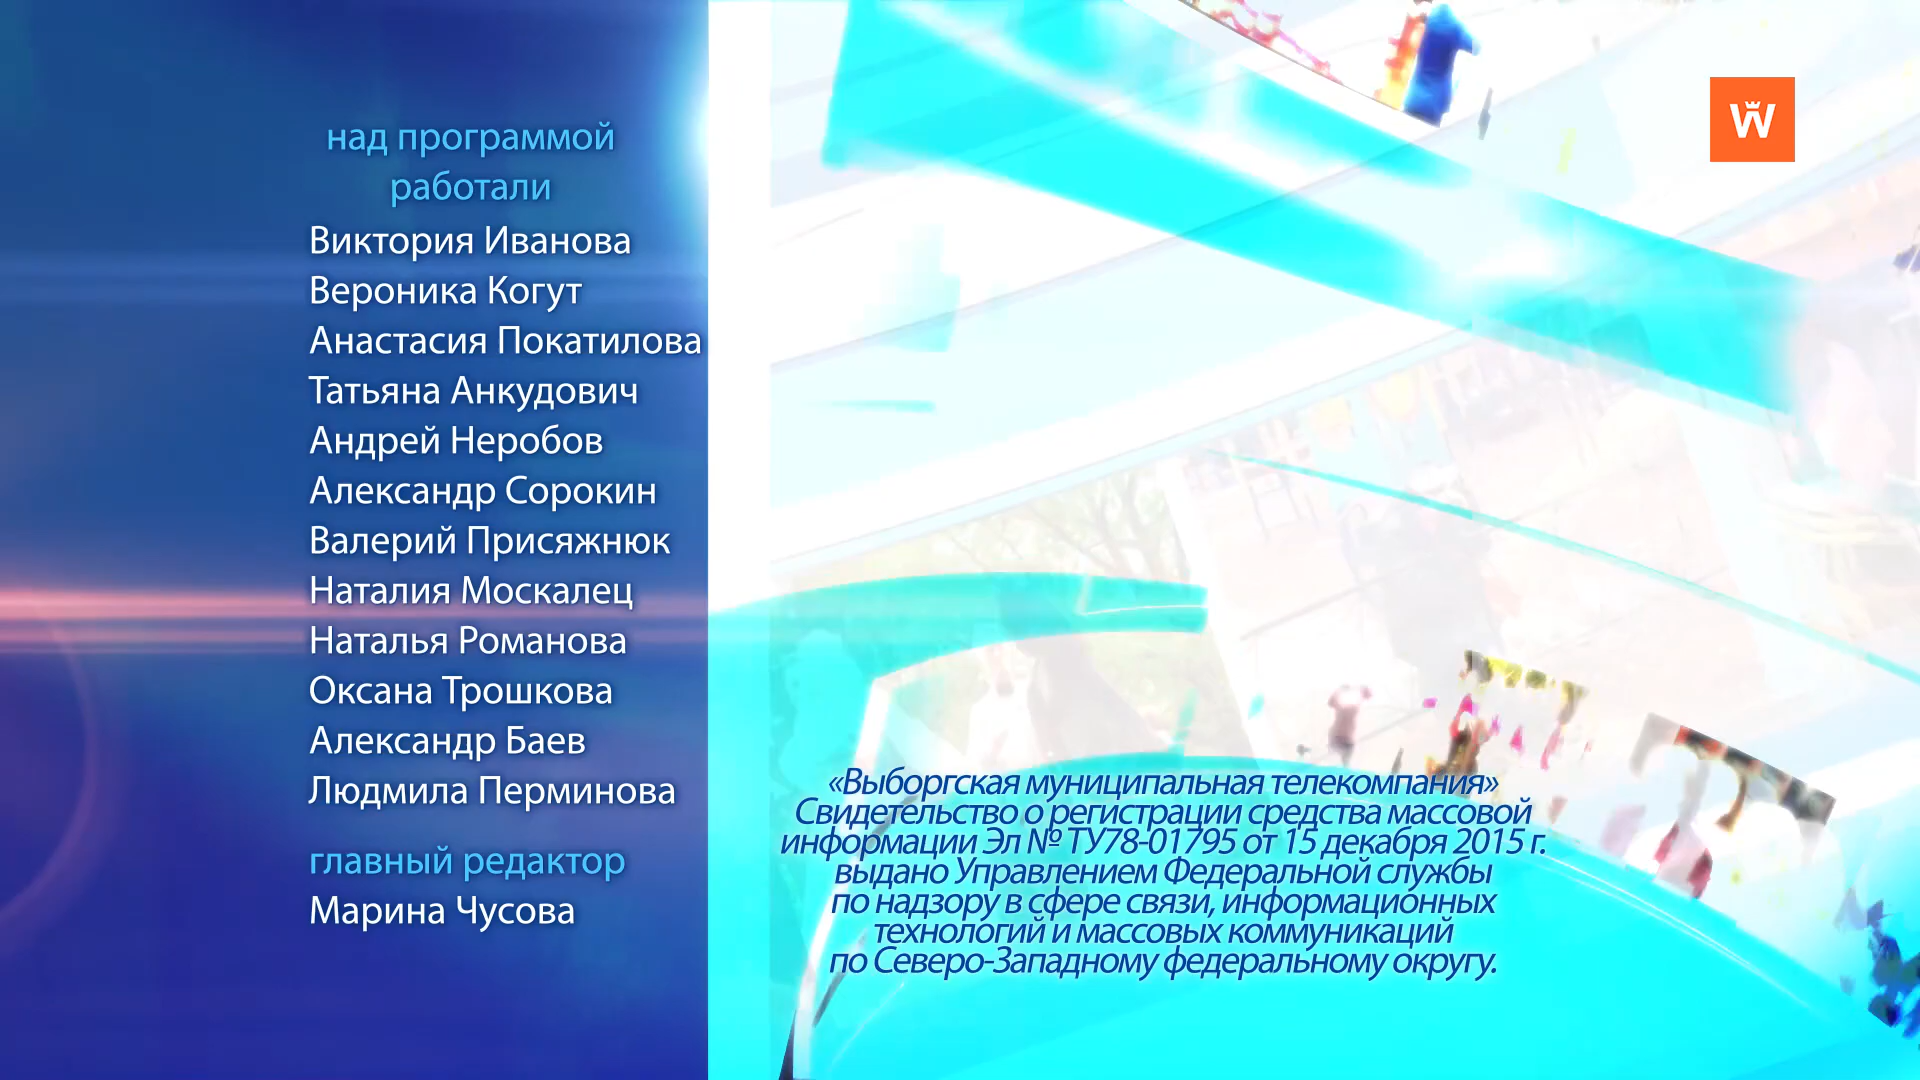 над программой
работали
Виктория Иванова
Вероника Когут
Анастасия Покатилова
Татьяна Анкудович
Андрей Неробов
Александр Сорокин
Валерий Присяжнюк
Наталия Москалец
Наталья Романова
Оксана Трошкова
Александр Баев
Людмила Перминова
главный редактор
Марина Чусова
W
«Выборгская муниципальная телекомпания»
Свидетельство о регистрации средства массовой
информации Эл № ТУ78-01795 от 15 декабря 2015 г.
выдано Управлением Федеральной службы
по надзору в сфере связи, информационных
технологий и массовых коммуникаций
по Северо-Западному федеральному округу.